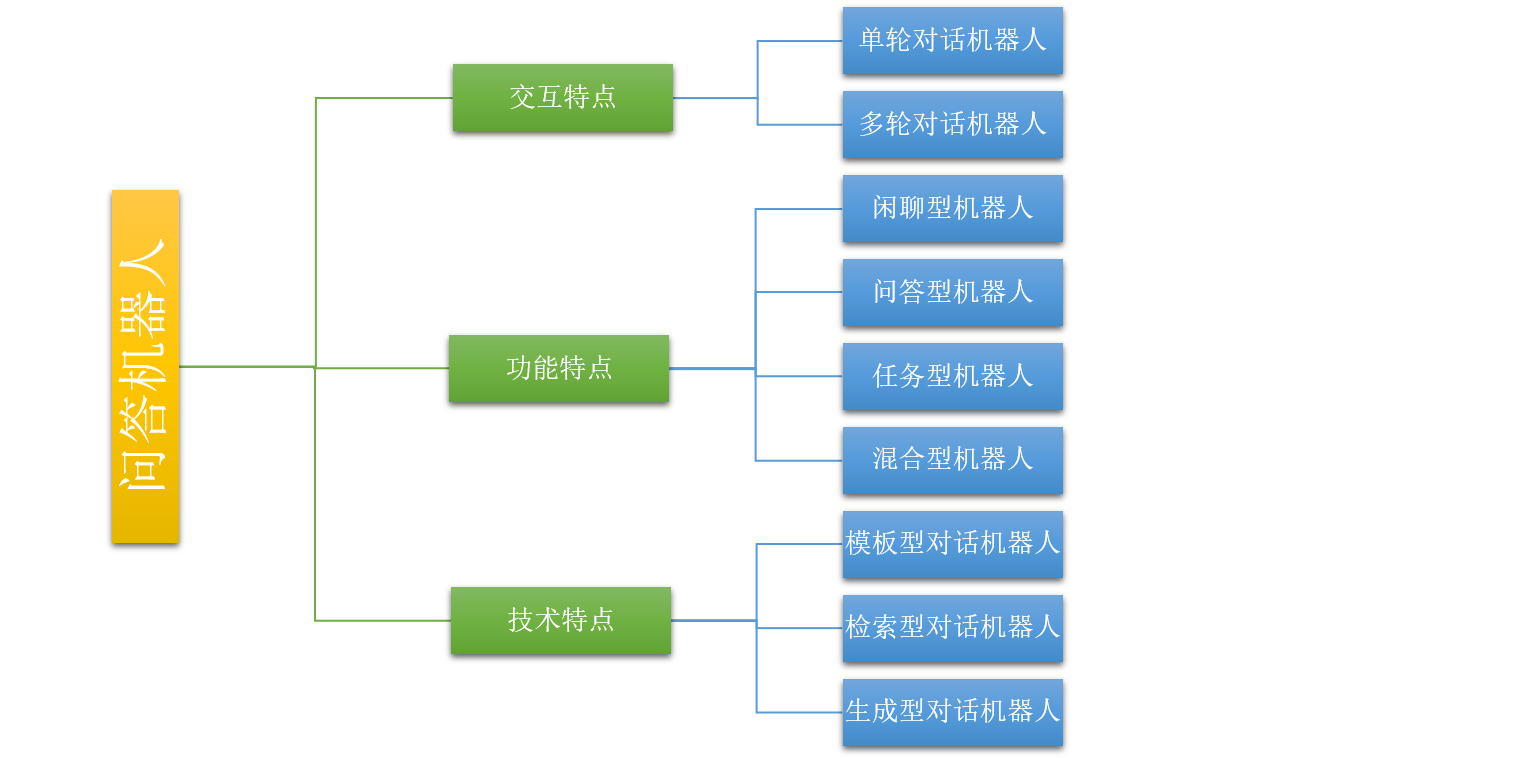 问答机器人
交互特点
单轮对话机器人
多轮对话机器人
功能特点
闲聊型机器人
问答型机器人
任务型机器人
混合型机器人
技术特点
模板型对话机器人
检索型对话机器人
生成型对话机器人